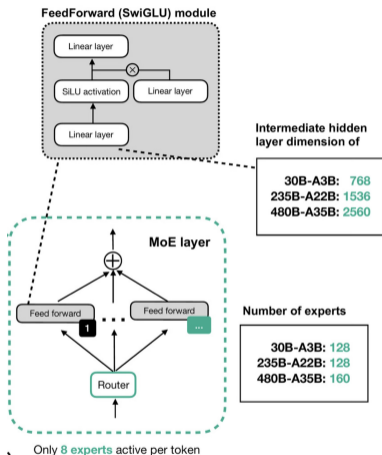 FeedForward (SwiGLU) module
Linear layer
SiLU activation
Linear layer
Linear layer
Intermediate hidden
layer dimension of
30B-A3B: 768
235B-A22B: 1536
480B-A35B: 2560
MoE layer
Feed forward
1
...
Feed forward
...
Router
Number of experts
30B-A3B: 128
235B-A22B: 128
480B-A35B: 160
Only 8 experts active per token